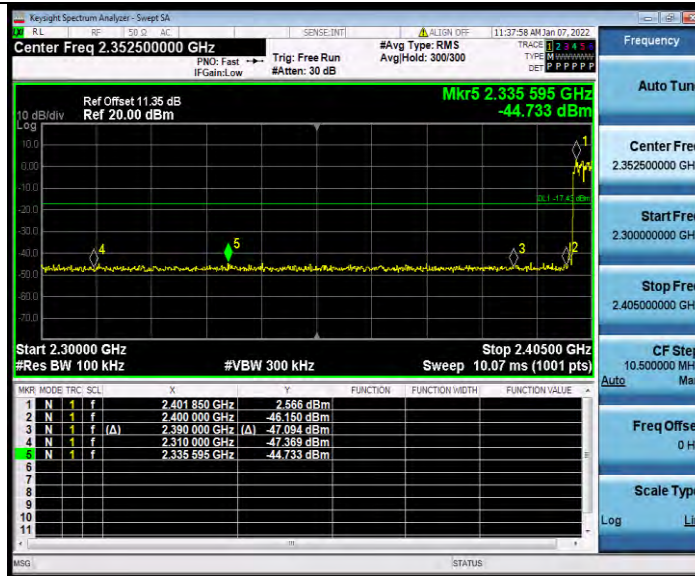 Keysight Spectrum Analyzer - Swept SA
RL RF 50 Ω AC SENSE:INT ALIGN OFF 11:37:58 AM Jan 07, 2022
Center Freq 2.352500000 GHz
PNO: Fast
IFGain:Low
Trig: Free Run
#Atten: 30 dB
#Avg Type: RMS
Avg|Hold: 300/300
TRACE 1 2 3 4 5 6
TYPE M WWWWW
DET P P P P P P
Ref Offset 11.35 dB
Ref 20.00 dBm
Mkr5 2.335 595 GHz
-44.733 dBm
10 dB/div
Log
10.0
0.00
-10.0
-20.0
-30.0
-40.0
-50.0
-60.0
-70.0
1
DL1 -17.43 dBm
4
5
3
2
Start 2.30000 GHz
Stop 2.40500 GHz
#Res BW 100 kHz
#VBW 300 kHz
Sweep 10.07 ms (1001 pts)
MKR MODE TRC SCL X Y FUNCTION FUNCTION WIDTH FUNCTION VALUE
1 N 1 f 2.401 850 GHz 2.566 dBm
2 N 1 f 2.400 000 GHz -46.150 dBm
3 N 1 f (Δ) 2.390 000 GHz (Δ) -47.094 dBm
4 N 1 f 2.310 000 GHz -47.369 dBm
5 N 1 f 2.335 595 GHz -44.733 dBm
6
7
8
9
10
11
MSG
STATUS
Frequency
Auto Tun
Center Fre
2.352500000 GH
Start Fre
2.300000000 GH
Stop Fre
2.405000000 GH
CF Ste
10.500000 MH
Auto Ma
Freq Offse
0 H
Scale Typ
Log Li